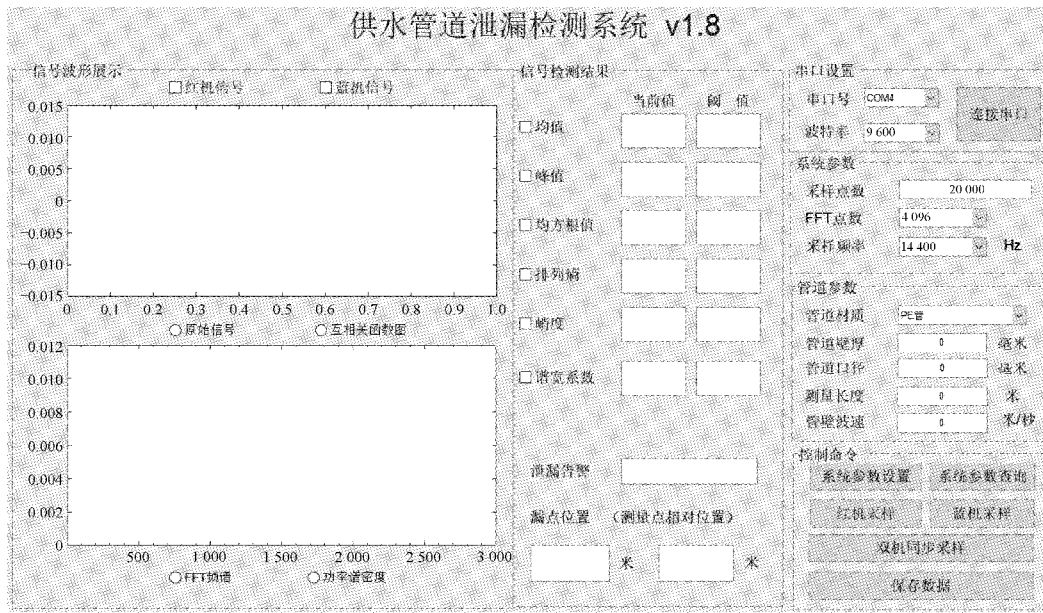 供水管道泄漏检测系统 v1.8
信号波形展示
红机信号 蓝机信号
0.015
0.010
0.005
0
-0.005
-0.010
-0.015
0 0.1 0.2 0.3 0.4 0.5 0.6 0.7 0.8 0.9 1.0
原始信号 互相关函数图
0.012
0.010
0.008
0.006
0.004
0.002
0
500 1 000 1 500 2 000 2 500 3 000
FFT频谱 功率谱密度
信号检测结果
当前值 阈 值
均值
峰值
均方根值
排列熵
峭度
谱宽系数
泄漏告警
漏点位置 （测量点相对位置）
米 米
串口设置
串口号 COM4
波特率 9 600
连接串口
系统参数
采样点数 20 000
FFT点数 4 096
采样频率 14 400 Hz
管道参数
管道材质 PE管
管道壁厚 0 毫米
管道口径 0 毫米
测量长度 0 米
管壁波速 0 米/秒
控制命令
系统参数设置 系统参数查询
红机采样 蓝机采样
双机同步采样
保存数据